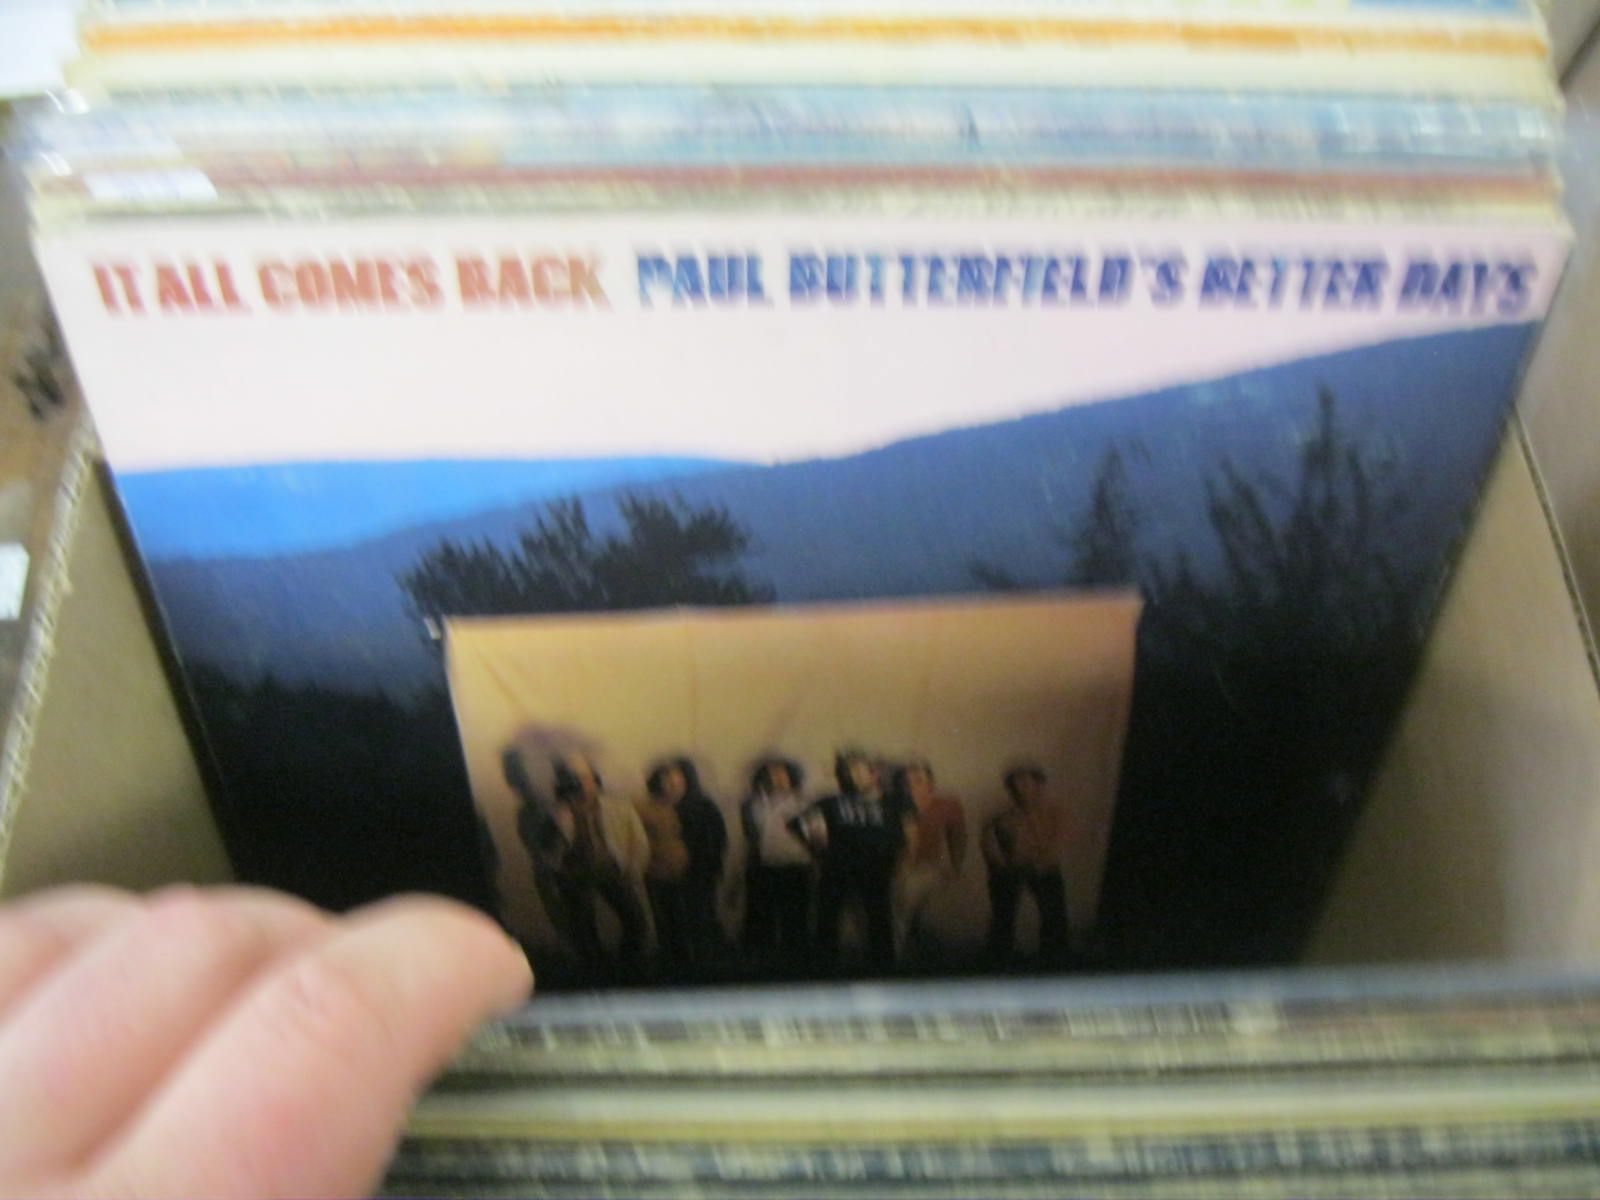 IT ALL COMES BACK PAUL BUTTERFIELD'S BETTER DAYS